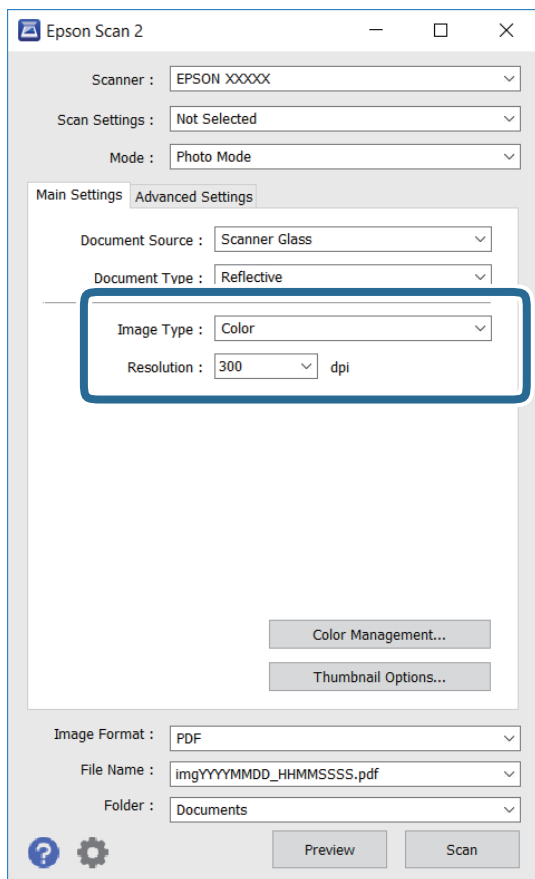 Epson Scan 2
Scanner : EPSON XXXXX
Scan Settings : Not Selected
Mode : Photo Mode
Main Settings Advanced Settings
Document Source : Scanner Glass
Document Type : Reflective
Image Type : Color
Resolution : 300 dpi
Color Management...
Thumbnail Options...
Image Format : PDF
File Name : imgYYYYMMDD_HHMMSSSS.pdf
Folder : Documents
? Preview Scan